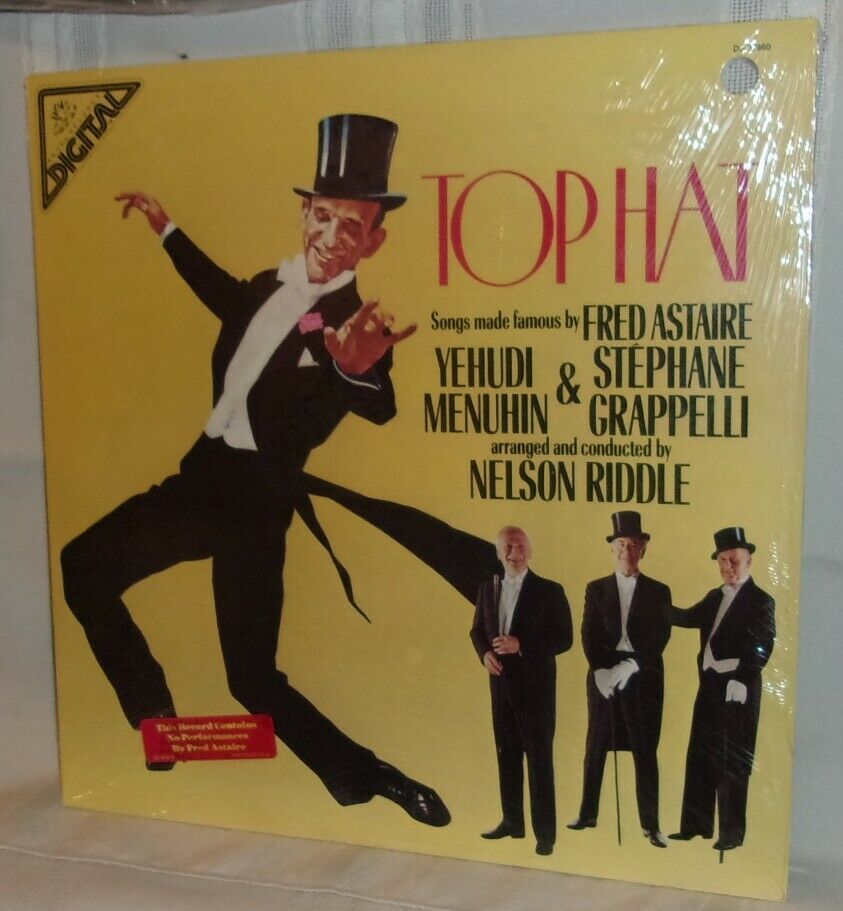 DIGITAL
TOP HAT
Songs made famous by FRED ASTAIRE
YEHUDI MENUHIN
&
STÉPHANE GRAPPELLI
arranged and conducted by
NELSON RIDDLE
This Record Contains
No Performances
By Fred Astaire